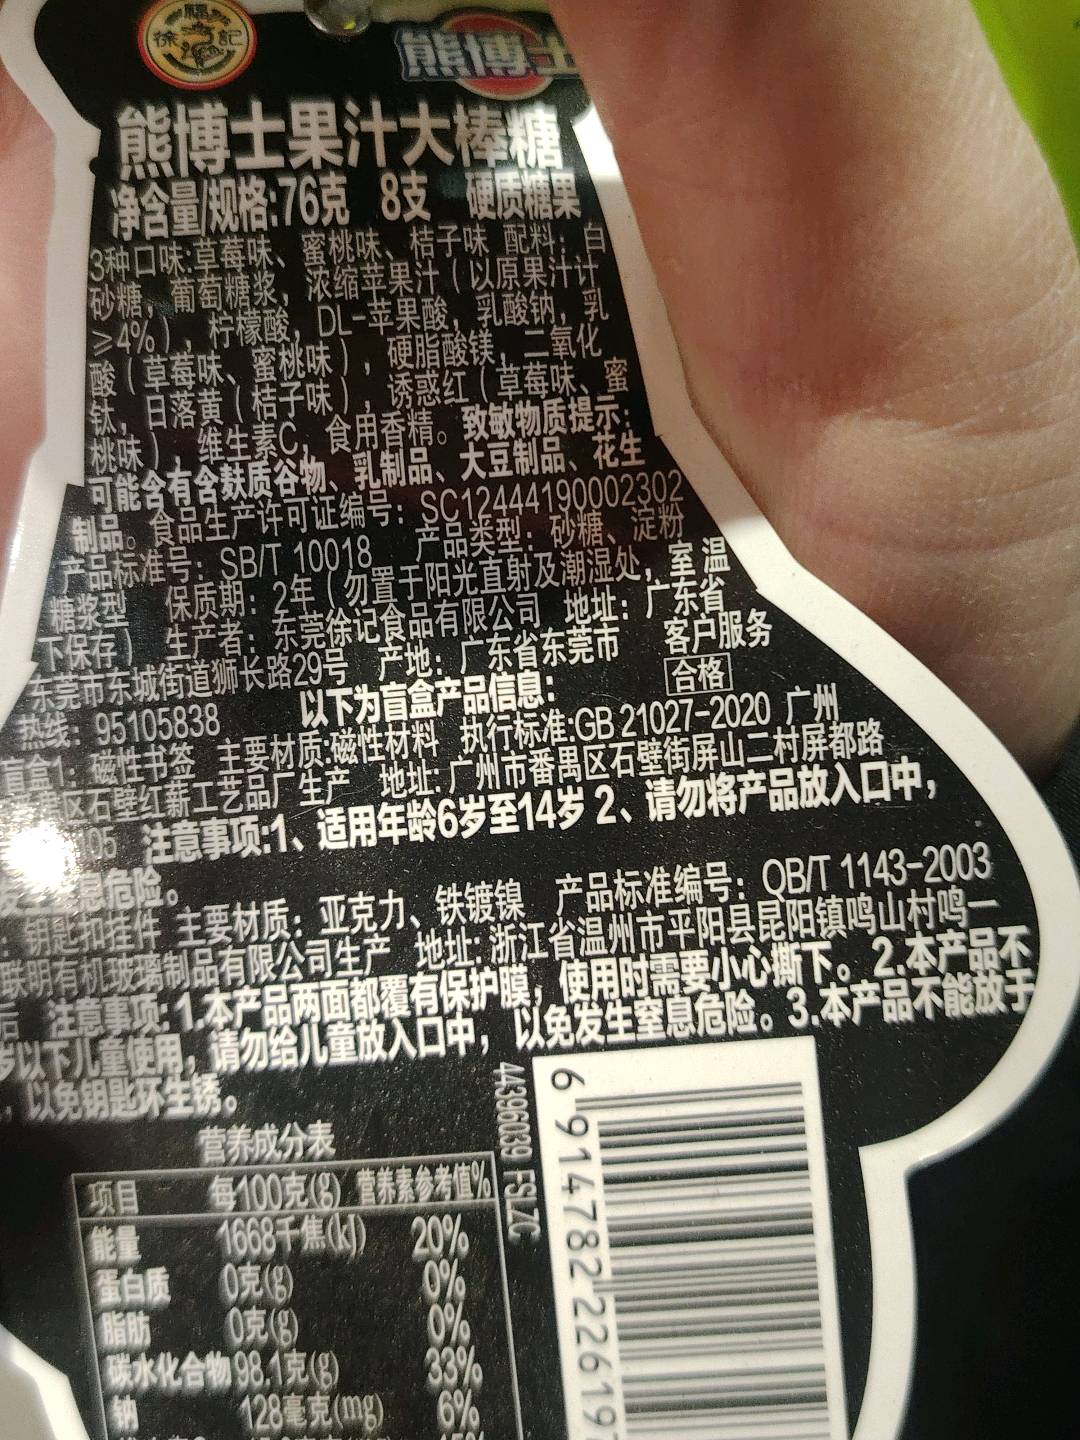 徐福記
熊博士
熊博士果汁大棒糖
净含量/规格:76克 8支 硬质糖果
3种口味:草莓味、蜜桃味、桔子味 配料: 白
砂糖, 葡萄糖浆, 浓缩苹果汁(以原果汁计
≥4%), 柠檬酸, DL-苹果酸, 乳酸钠, 乳
酸(草莓味、蜜桃味), 硬脂酸镁, 二氧化
钛, 日落黄(桔子味), 诱惑红(草莓味、蜜
桃味), 维生素C, 食用香精。致敏物质提示:
可能含有含麸质谷物、乳制品、大豆制品、花生
制品。食品生产许可证编号: SC12444190002302
产品标准号: SB/T 10018 产品类型: 砂糖、淀粉
糖浆型 保质期: 2年(勿置于阳光直射及潮湿处, 室温
下保存) 生产者: 东莞徐记食品有限公司 地址: 广东省
东莞市东城街道狮长路29号 产地: 广东省东莞市 客户服务
热线: 95105838 以下为盲盒产品信息: 合格
盲盒1: 磁性书签 主要材质:磁性材料 执行标准:GB 21027-2020 广州
区石壁红薪工艺品厂生产 地址: 广州市番禺区石壁街屏山二村屏都路
105 注意事项:1、适用年龄6岁至14岁 2、请勿将产品放入口中,
息危险。
: 钥匙扣挂件 主要材质: 亚克力、铁镀镍 产品标准编号: QB/T 1143-2003
联明有机玻璃制品有限公司生产 地址: 浙江省温州市平阳县昆阳镇鸣山村鸣一
后 注意事项: 1.本产品两面都覆有保护膜, 使用时需要小心撕下。2.本产品不
岁以下儿童使用, 请勿给儿童放入口中, 以免发生窒息危险。3.本产品不能放于
, 以免钥匙环生锈。
营养成分表
项目 每100克(g) 营养素参考值%
能量 1668千焦(kJ) 20%
蛋白质 0克(g) 0%
脂肪 0克(g) 0%
碳水化合物 98.1克(g) 33%
钠 128毫克(mg) 6%
44396039 FSLZC
6 914782 22619